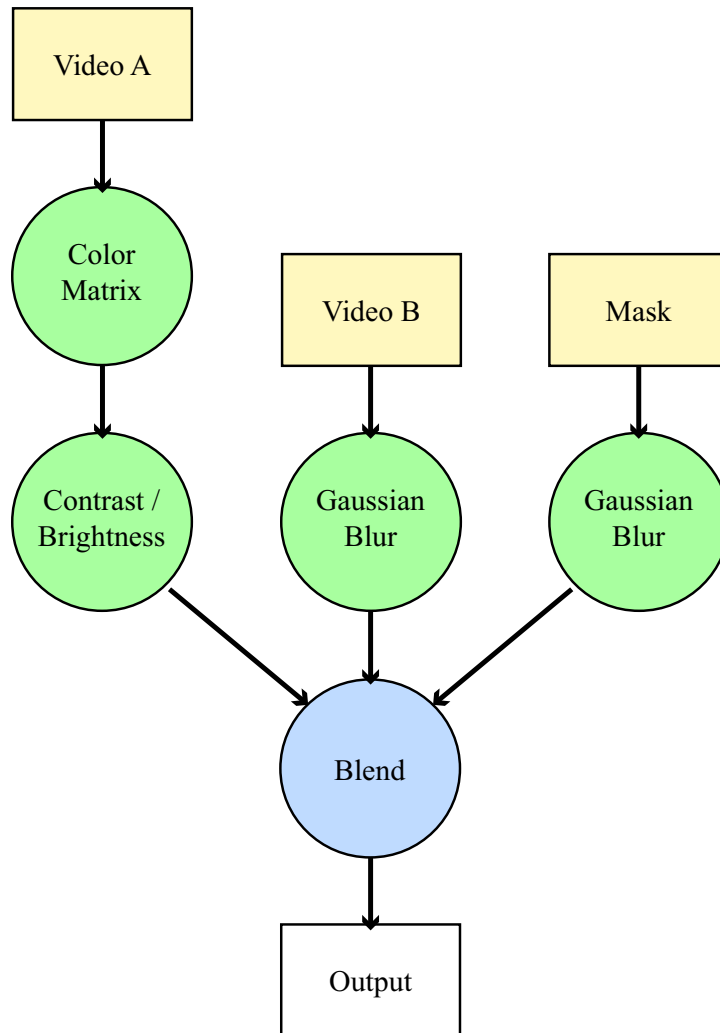 Video A
Color
Matrix
Video B
Mask
Contrast /
Brightness
Gaussian
Blur
Gaussian
Blur
Blend
Output